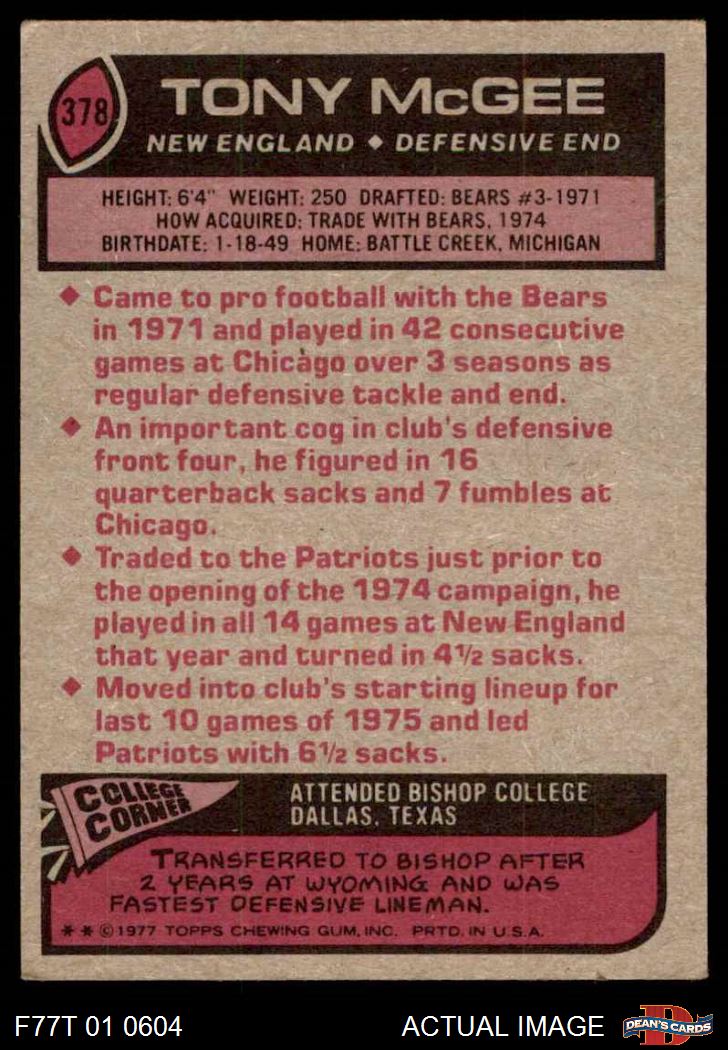 378
TONY McGEE
NEW ENGLAND ◆ DEFENSIVE END
HEIGHT: 6'4" WEIGHT: 250 DRAFTED: BEARS #3-1971
HOW ACQUIRED: TRADE WITH BEARS, 1974
BIRTHDATE: 1-18-49 HOME: BATTLE CREEK, MICHIGAN
◆ Came to pro football with the Bears
in 1971 and played in 42 consecutive
games at Chicago over 3 seasons as
regular defensive tackle and end.
◆ An important cog in club's defensive
front four, he figured in 16
quarterback sacks and 7 fumbles at
Chicago.
◆ Traded to the Patriots just prior to
the opening of the 1974 campaign, he
played in all 14 games at New England
that year and turned in 4½ sacks.
◆ Moved into club's starting lineup for
last 10 games of 1975 and led
Patriots with 6½ sacks.
COLLEGE
CORNER
ATTENDED BISHOP COLLEGE
DALLAS, TEXAS
TRANSFERRED TO BISHOP AFTER
2 YEARS AT WYOMING AND WAS
FASTEST DEFENSIVE LINEMAN.
**©1977 TOPPS CHEWING GUM, INC. PRTD. IN U.S.A.
F77T 01 0604
ACTUAL IMAGE
D
DEAN'S CARDS